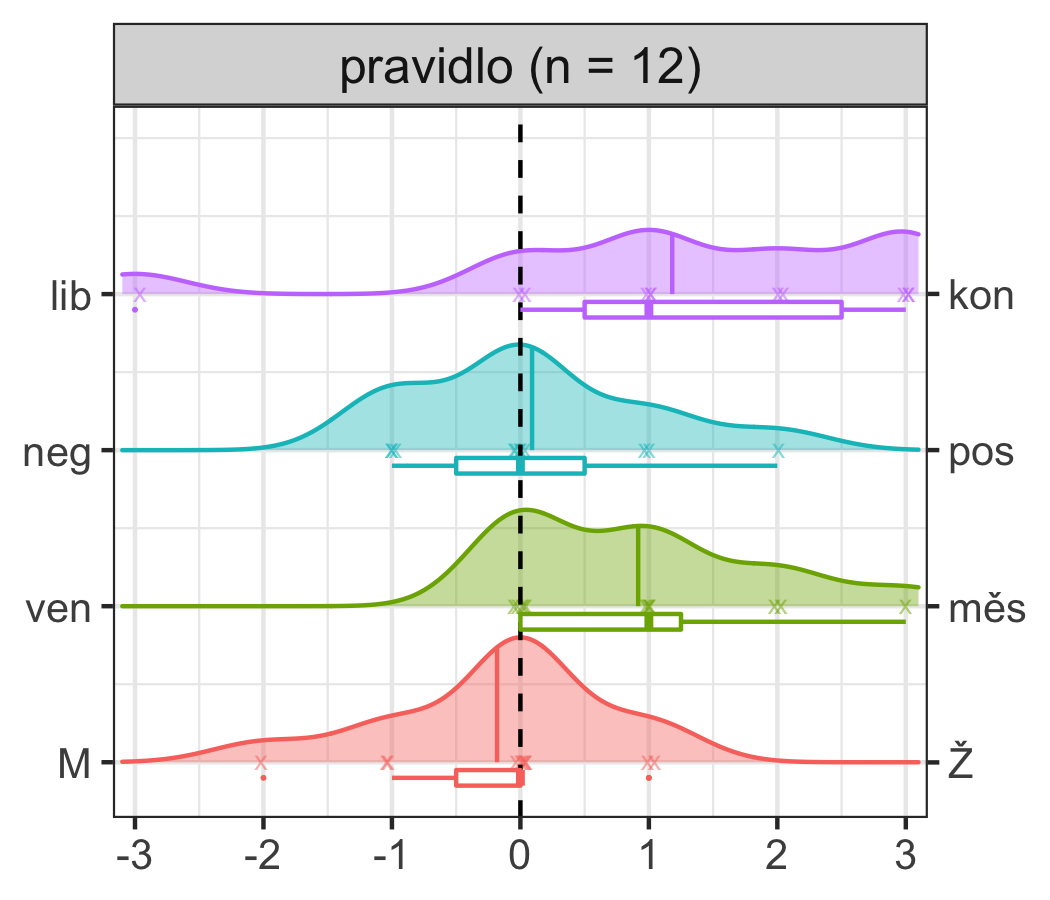 pravidlo (n = 12)
lib kon
neg pos
ven měs
M Ž
-3 -2 -1 0 1 2 3